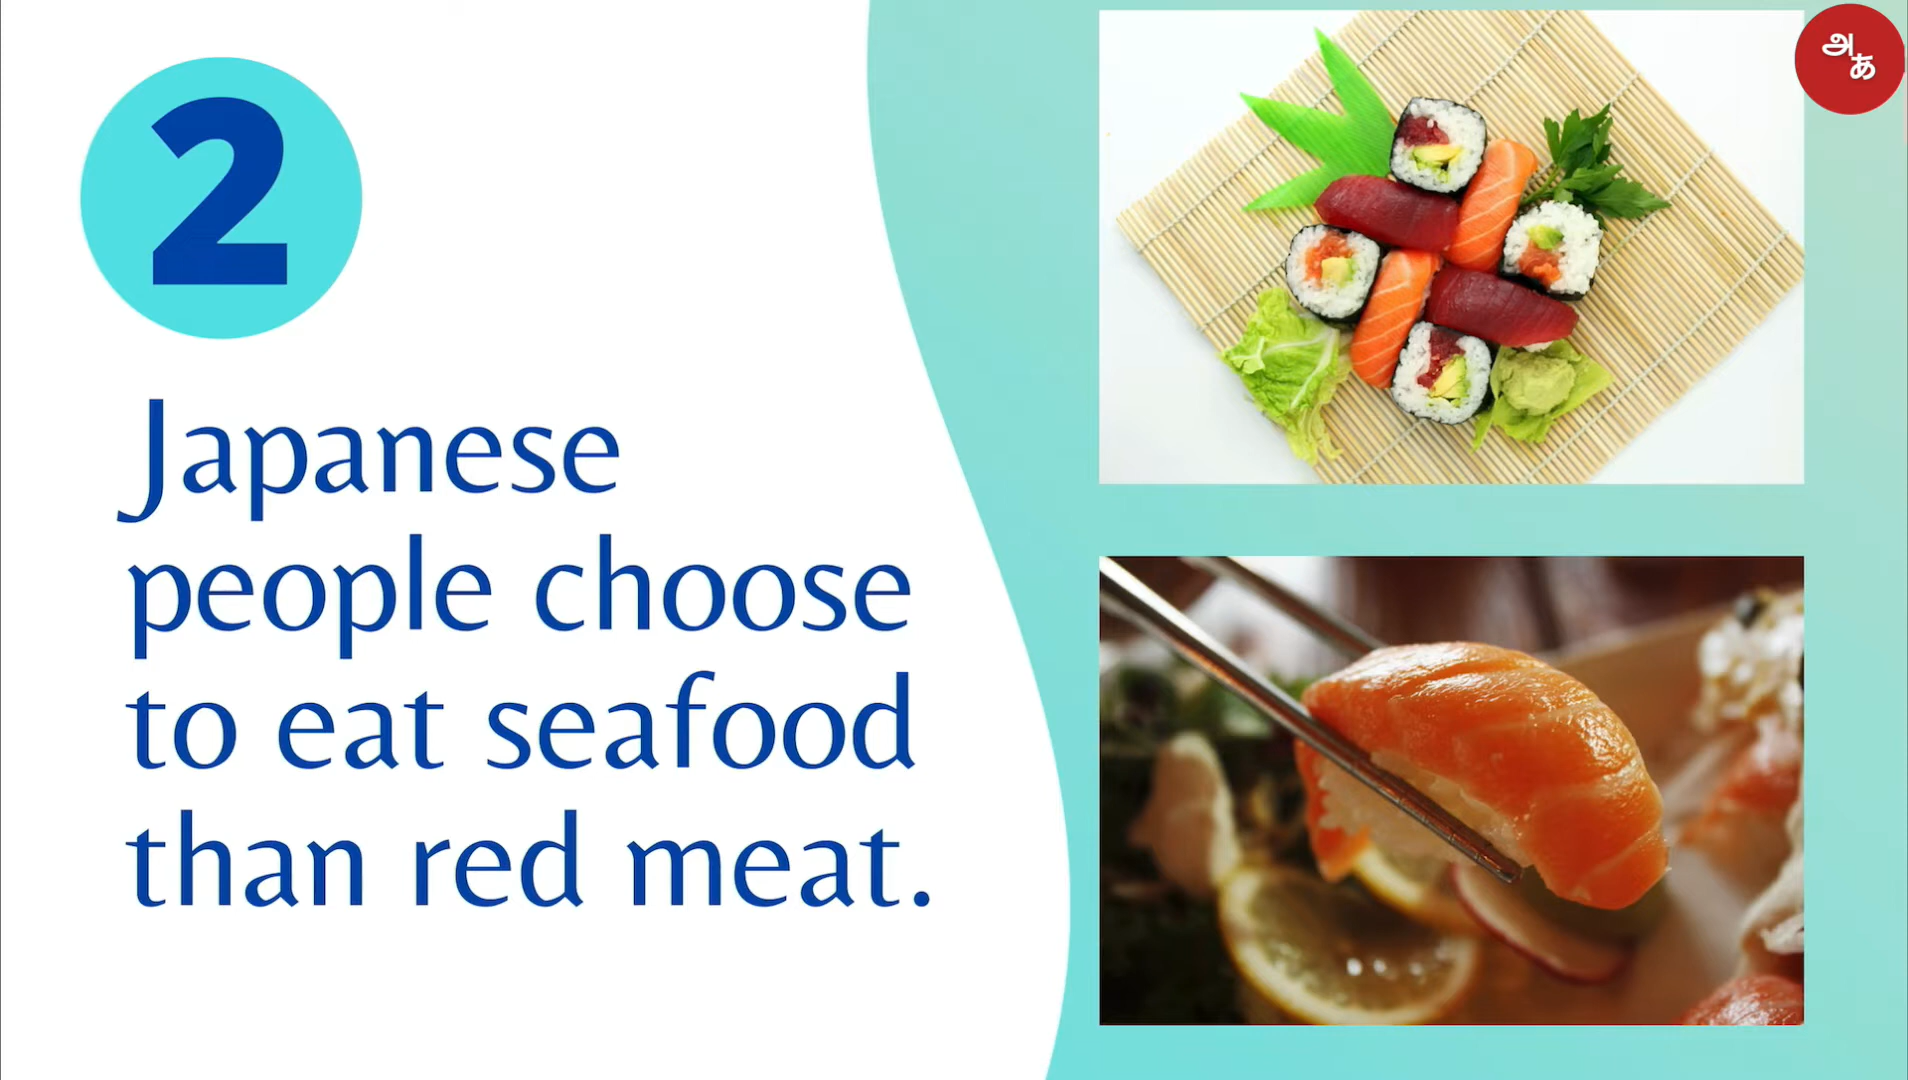 2
Japanese
people choose
to eat seafood
than red meat.
அ
あ